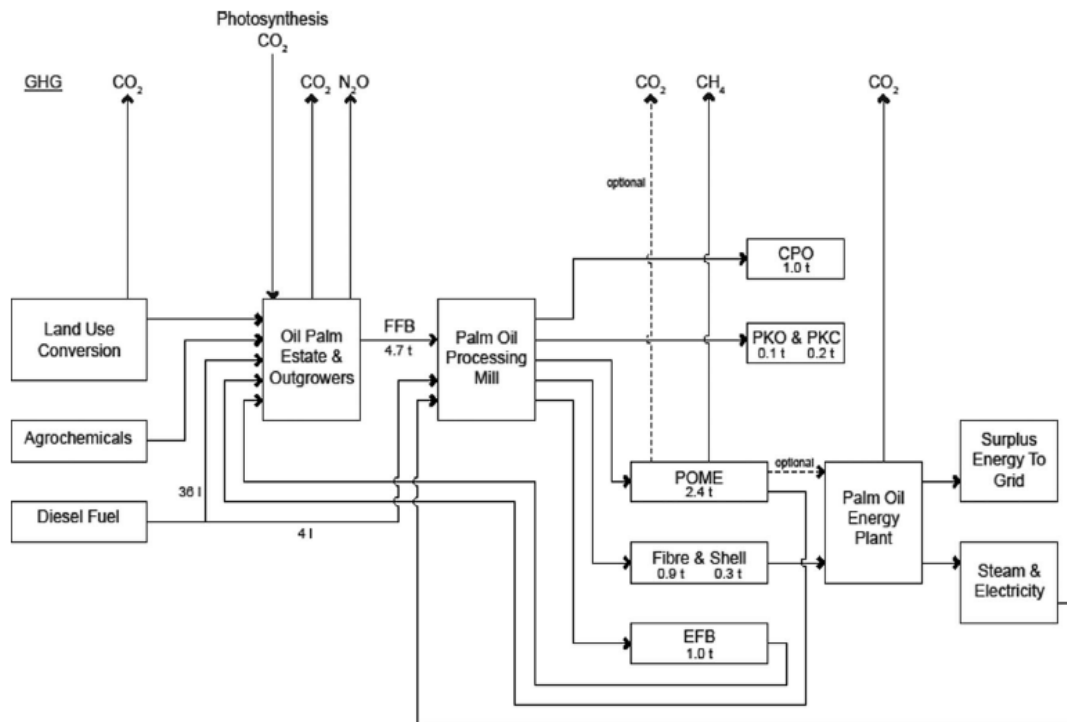 Photosynthesis
CO2
GHG
CO2
CO2 N2O
CO2
CH4
CO2
optional
CPO
1.0 t
Land Use
Conversion
Oil Palm
Estate &
Outgrowers
FFB
4.7 t
Palm Oil
Processing
Mill
PKO & PKC
0.1 t 0.2 t
Agrochemicals
Surplus
Energy To
Grid
optional
POME
2.4 t
Palm Oil
Energy
Plant
36 l
Diesel Fuel
4 l
Fibre & Shell
0.9 t 0.3 t
Steam &
Electricity
EFB
1.0 t